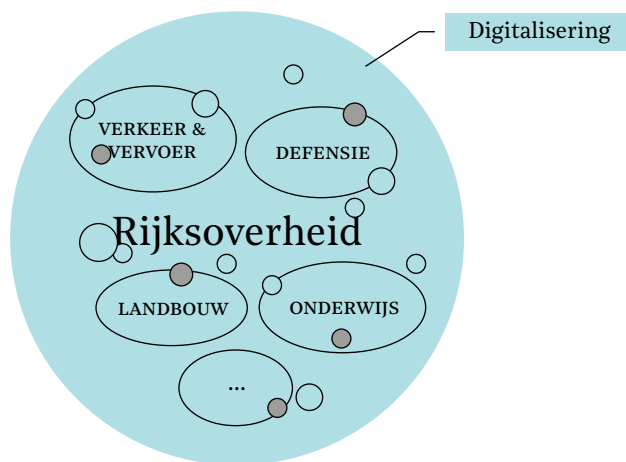 Digitalisering
VERKEER &
VERVOER
DEFENSIE
Rijksoverheid
LANDBOUW
ONDERWIJS
...